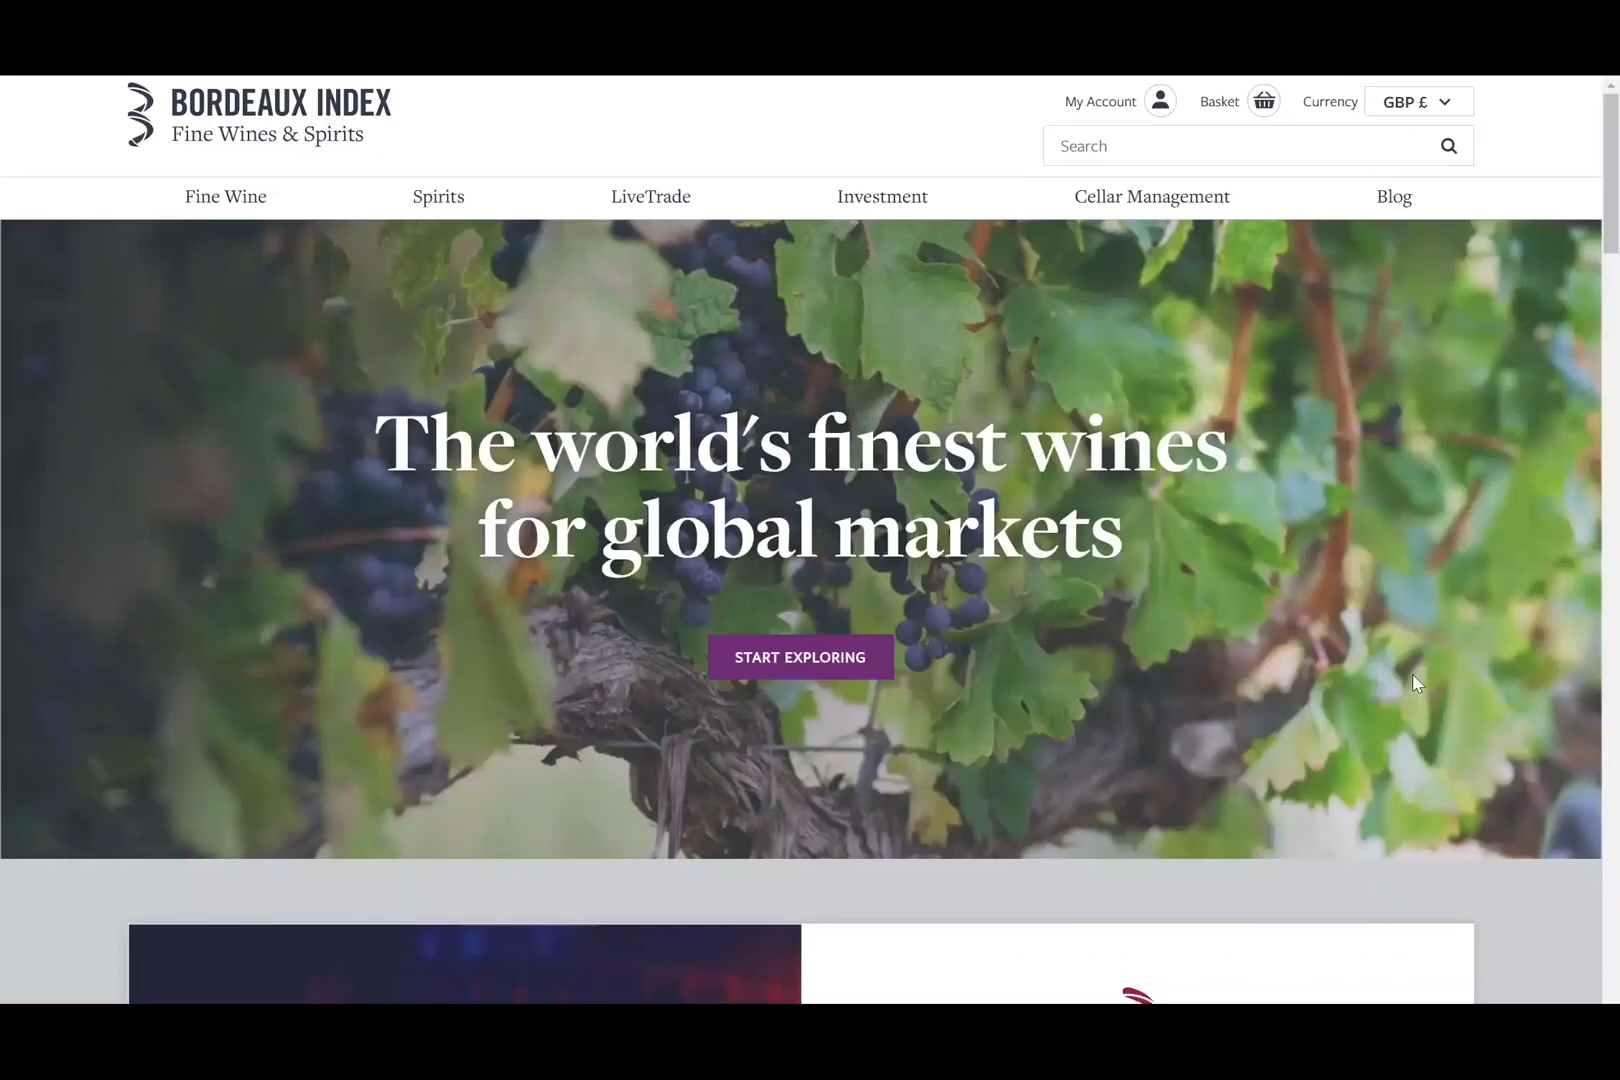 BORDEAUX INDEX
Fine Wines & Spirits
My Account
Basket
Currency
GBP £
Search
Fine Wine
Spirits
LiveTrade
Investment
Cellar Management
Blog
The world's finest wines
for global markets
START EXPLORING